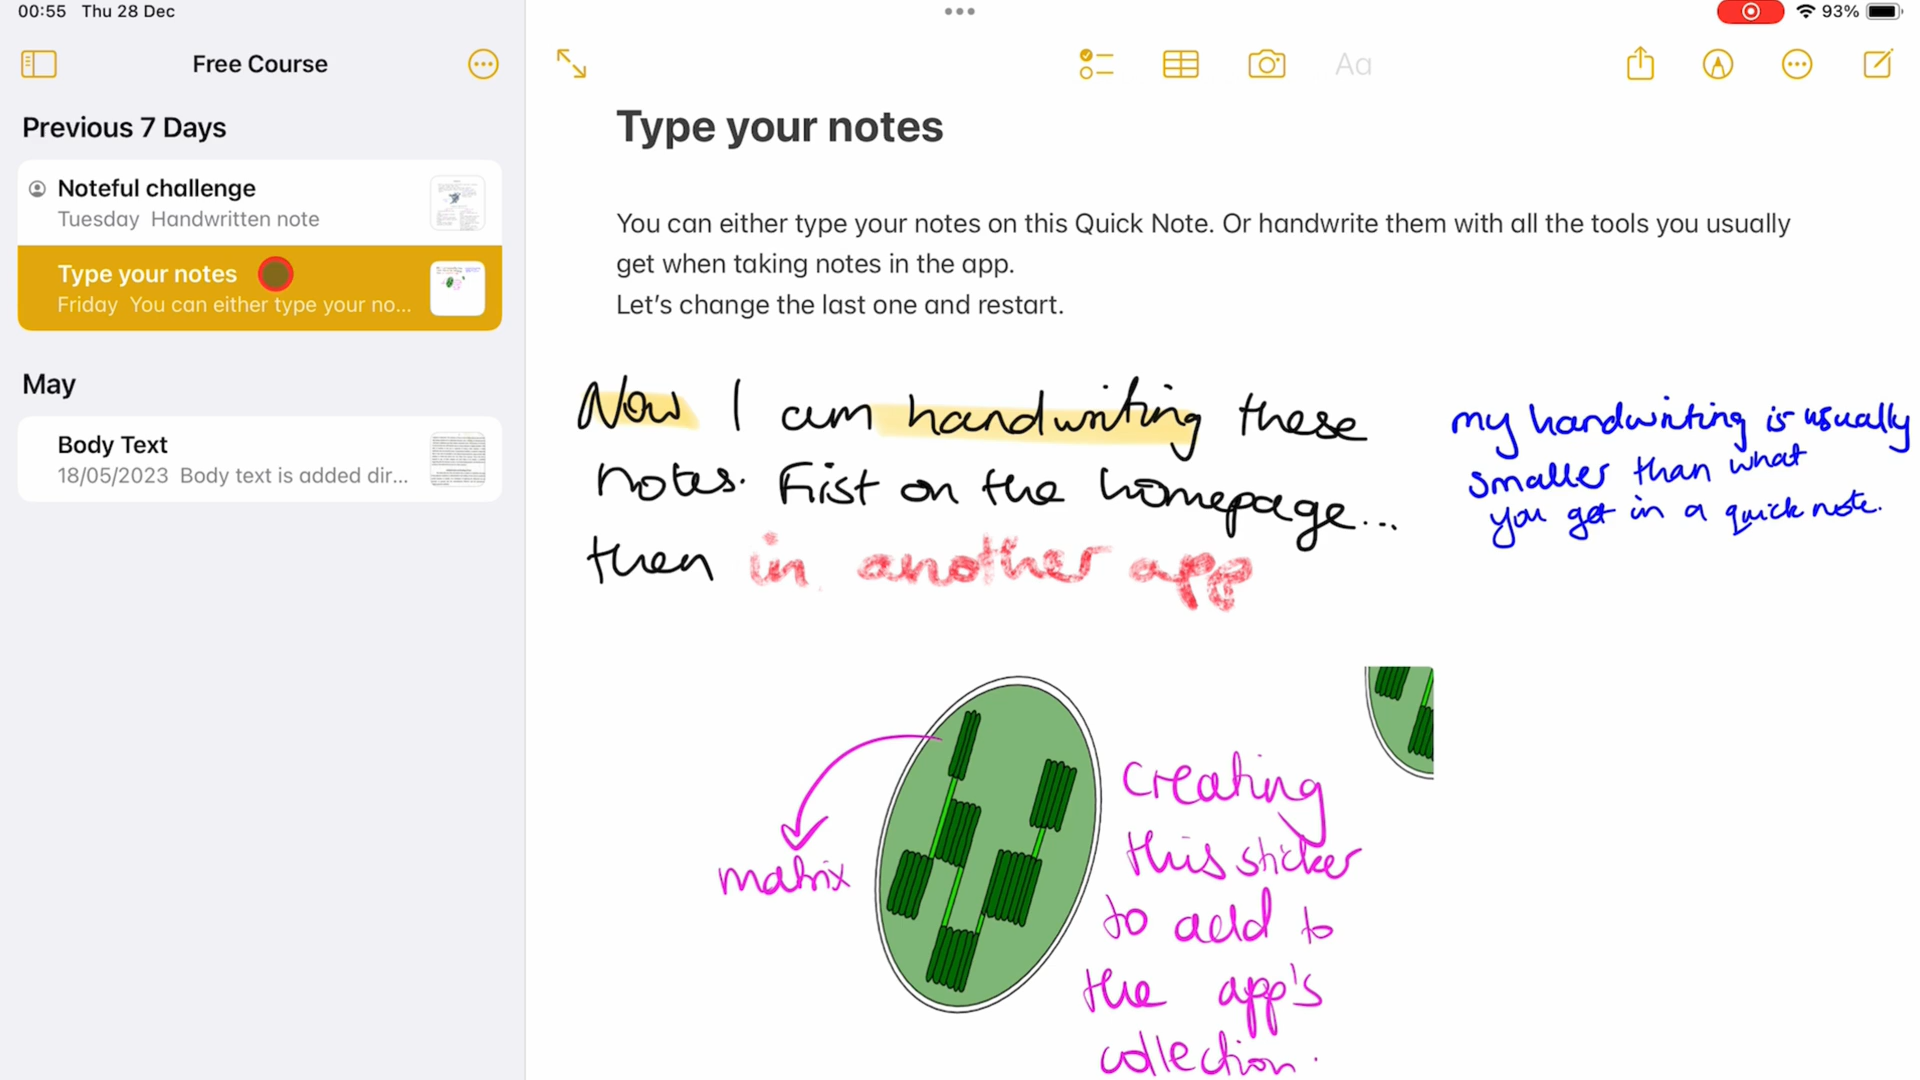 00:55 Thu 28 Dec
93%
Free Course
Previous 7 Days
Noteful challenge
Tuesday Handwritten note
Type your notes
Friday You can either type your no...
May
Body Text
18/05/2023 Body text is added dir...
Aa
Type your notes
You can either type your notes on this Quick Note. Or handwrite them with all the tools you usually
get when taking notes in the app.
Let's change the last one and restart.
Now I am handwriting these
notes. First on the homepage...
then in another app
my handwriting is usually
smaller than what
you get in a quick note.
matrix
Creating
this sticker
to add to
the app's
collection.